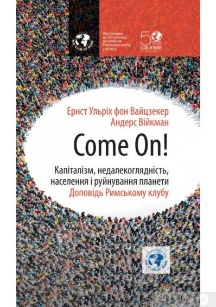 Ернст Ульріх фон Вайцзекер
Андерс Війкман
Come On!
Капіталізм, недалекоглядність,
населення і руйнування планети
Доповідь Римському клубу